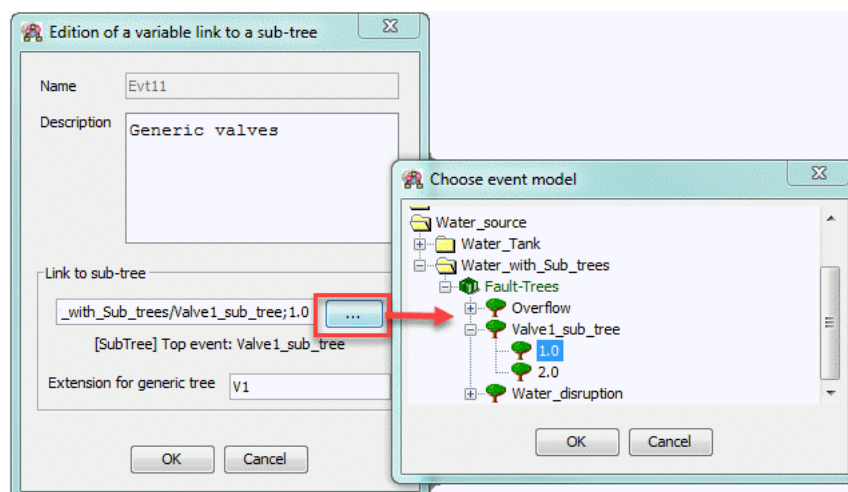 Edition of a variable link to a sub-tree
Name
Evt11
Description
Generic valves
Link to sub-tree
_with_Sub_trees/Valve1_sub_tree;1.0
...
[SubTree] Top event: Valve1_sub_tree
Extension for generic tree
V1
OK
Cancel
Choose event model
Water_source
Water_Tank
Water_with_Sub_trees
Fault-Trees
Overflow
Valve1_sub_tree
1.0
2.0
Water_disruption
OK
Cancel